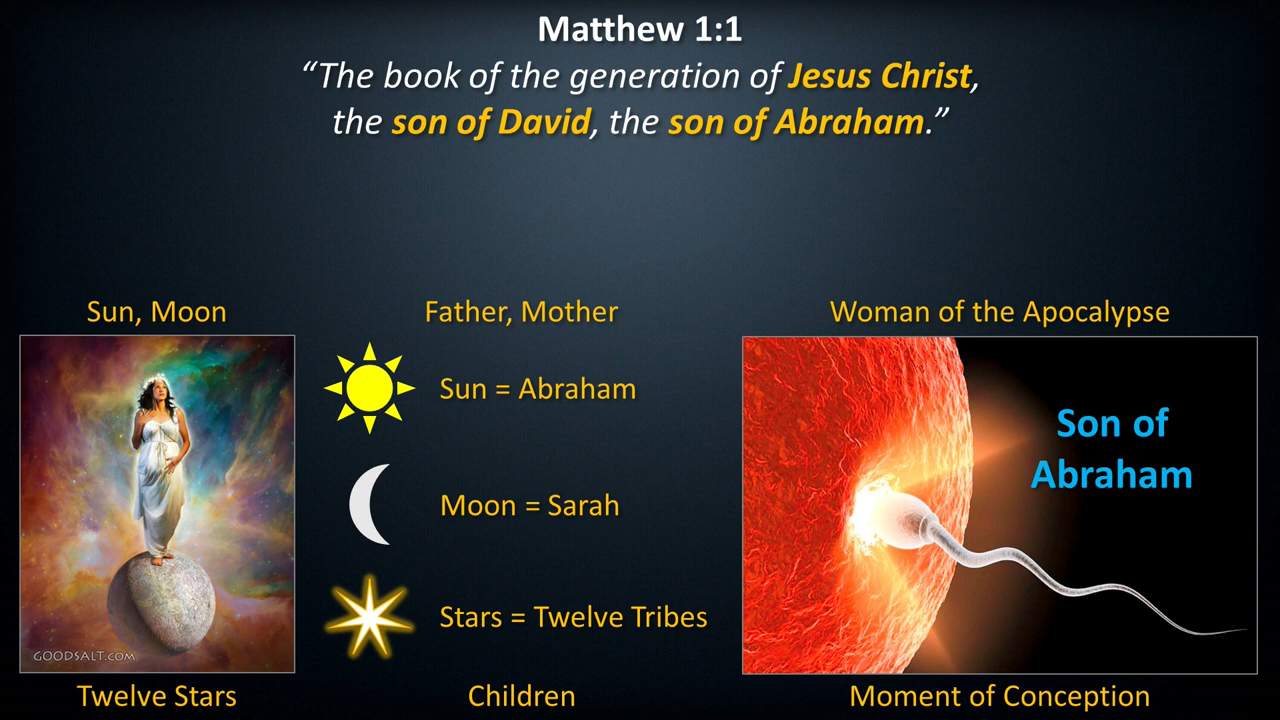 Matthew 1:1
“The book of the generation of Jesus Christ,
the son of David, the son of Abraham.”
Sun, Moon
Father, Mother
Woman of the Apocalypse
Sun = Abraham
Moon = Sarah
Stars = Twelve Tribes
Son of
Abraham
GOODSALT.COM
Twelve Stars
Children
Moment of Conception